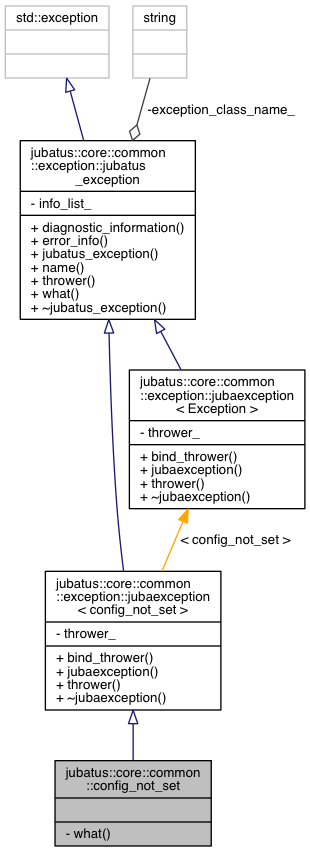 std::exception
string
-exception_class_name_
jubatus::core::common
::exception::jubatus
_exception
- info_list_
+ diagnostic_information()
+ error_info()
+ jubatus_exception()
+ name()
+ thrower()
+ what()
+ ~jubatus_exception()
jubatus::core::common
::exception::jubaexception
< Exception >
- thrower_
+ bind_thrower()
+ jubaexception()
+ thrower()
+ ~jubaexception()
< config_not_set >
jubatus::core::common
::exception::jubaexception
< config_not_set >
- thrower_
+ bind_thrower()
+ jubaexception()
+ thrower()
+ ~jubaexception()
jubatus::core::common
::config_not_set
- what()